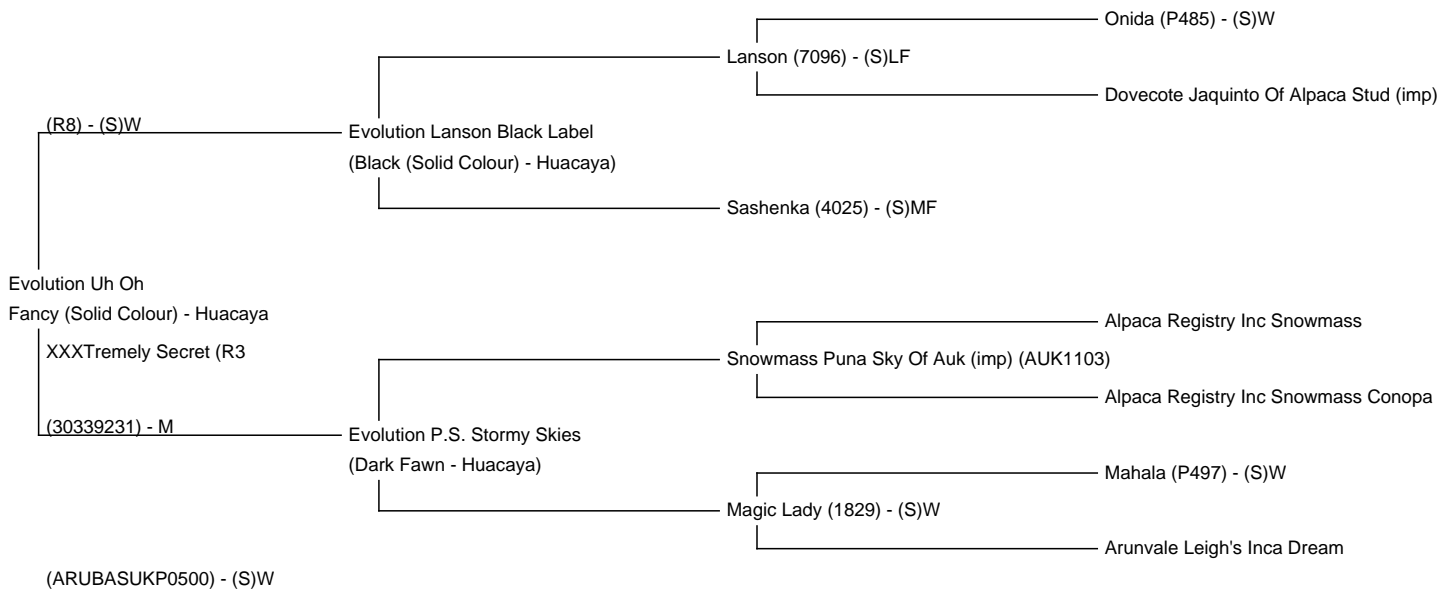 Onida (P485) - (S)W
Lanson (7096) - (S)LF
Dovecote Jaquinto Of Alpaca Stud (imp)
(R8) - (S)W
Evolution Lanson Black Label
(Black (Solid Colour) - Huacaya)
Sashenka (4025) - (S)MF
Evolution Uh Oh
Fancy (Solid Colour) - Huacaya
XXXTremely Secret (R3
Alpaca Registry Inc Snowmass
Snowmass Puna Sky Of Auk (imp) (AUK1103)
Alpaca Registry Inc Snowmass Conopa
(30339231) - M
Evolution P.S. Stormy Skies
(Dark Fawn - Huacaya)
Mahala (P497) - (S)W
Magic Lady (1829) - (S)W
Arunvale Leigh's Inca Dream
(ARUBASUKP0500) - (S)W